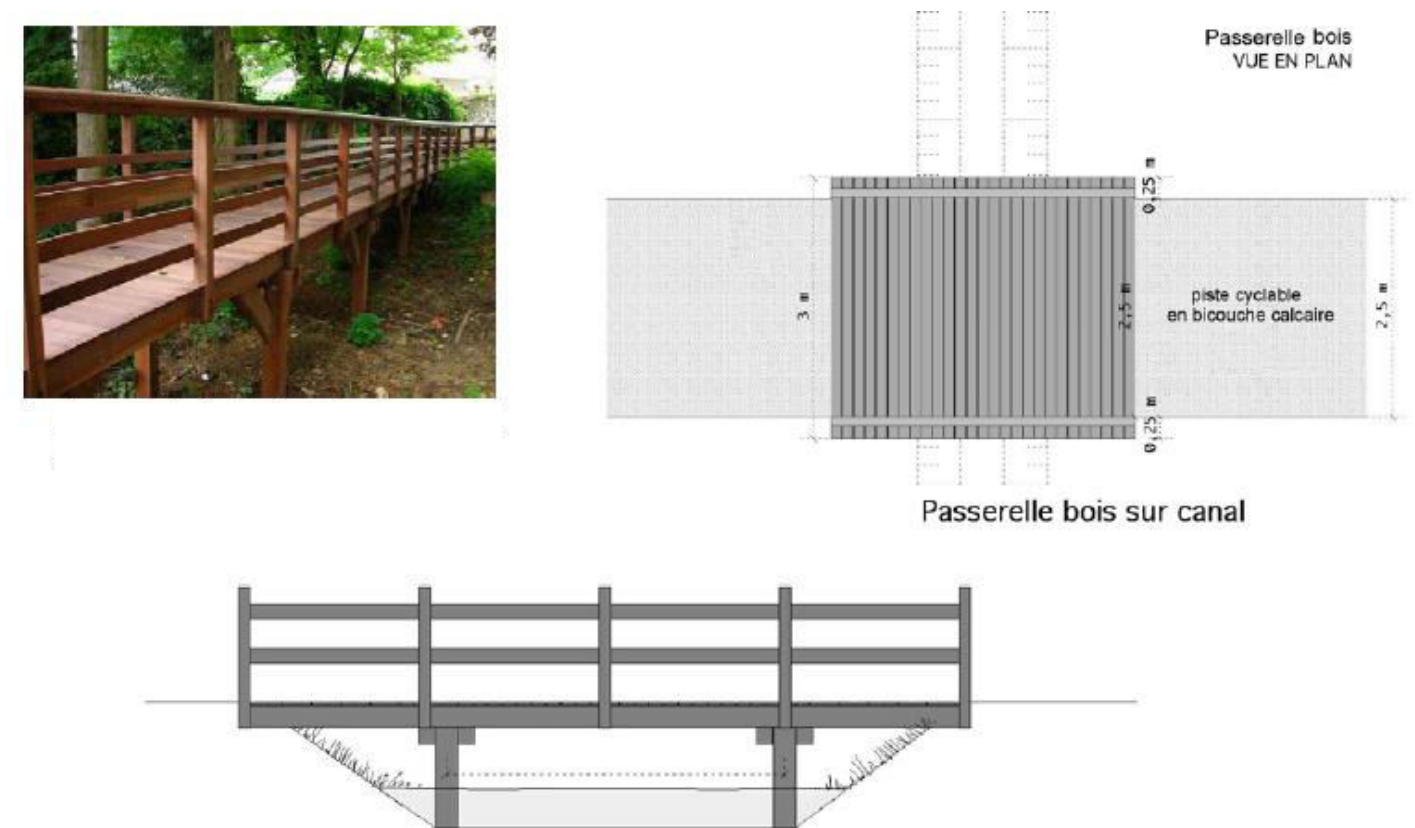 Passerelle bois
VUE EN PLAN
0,25 m
3 m
2,5 m
piste cyclable
en bicouche calcaire
2,5 m
0,25 m
Passerelle bois sur canal